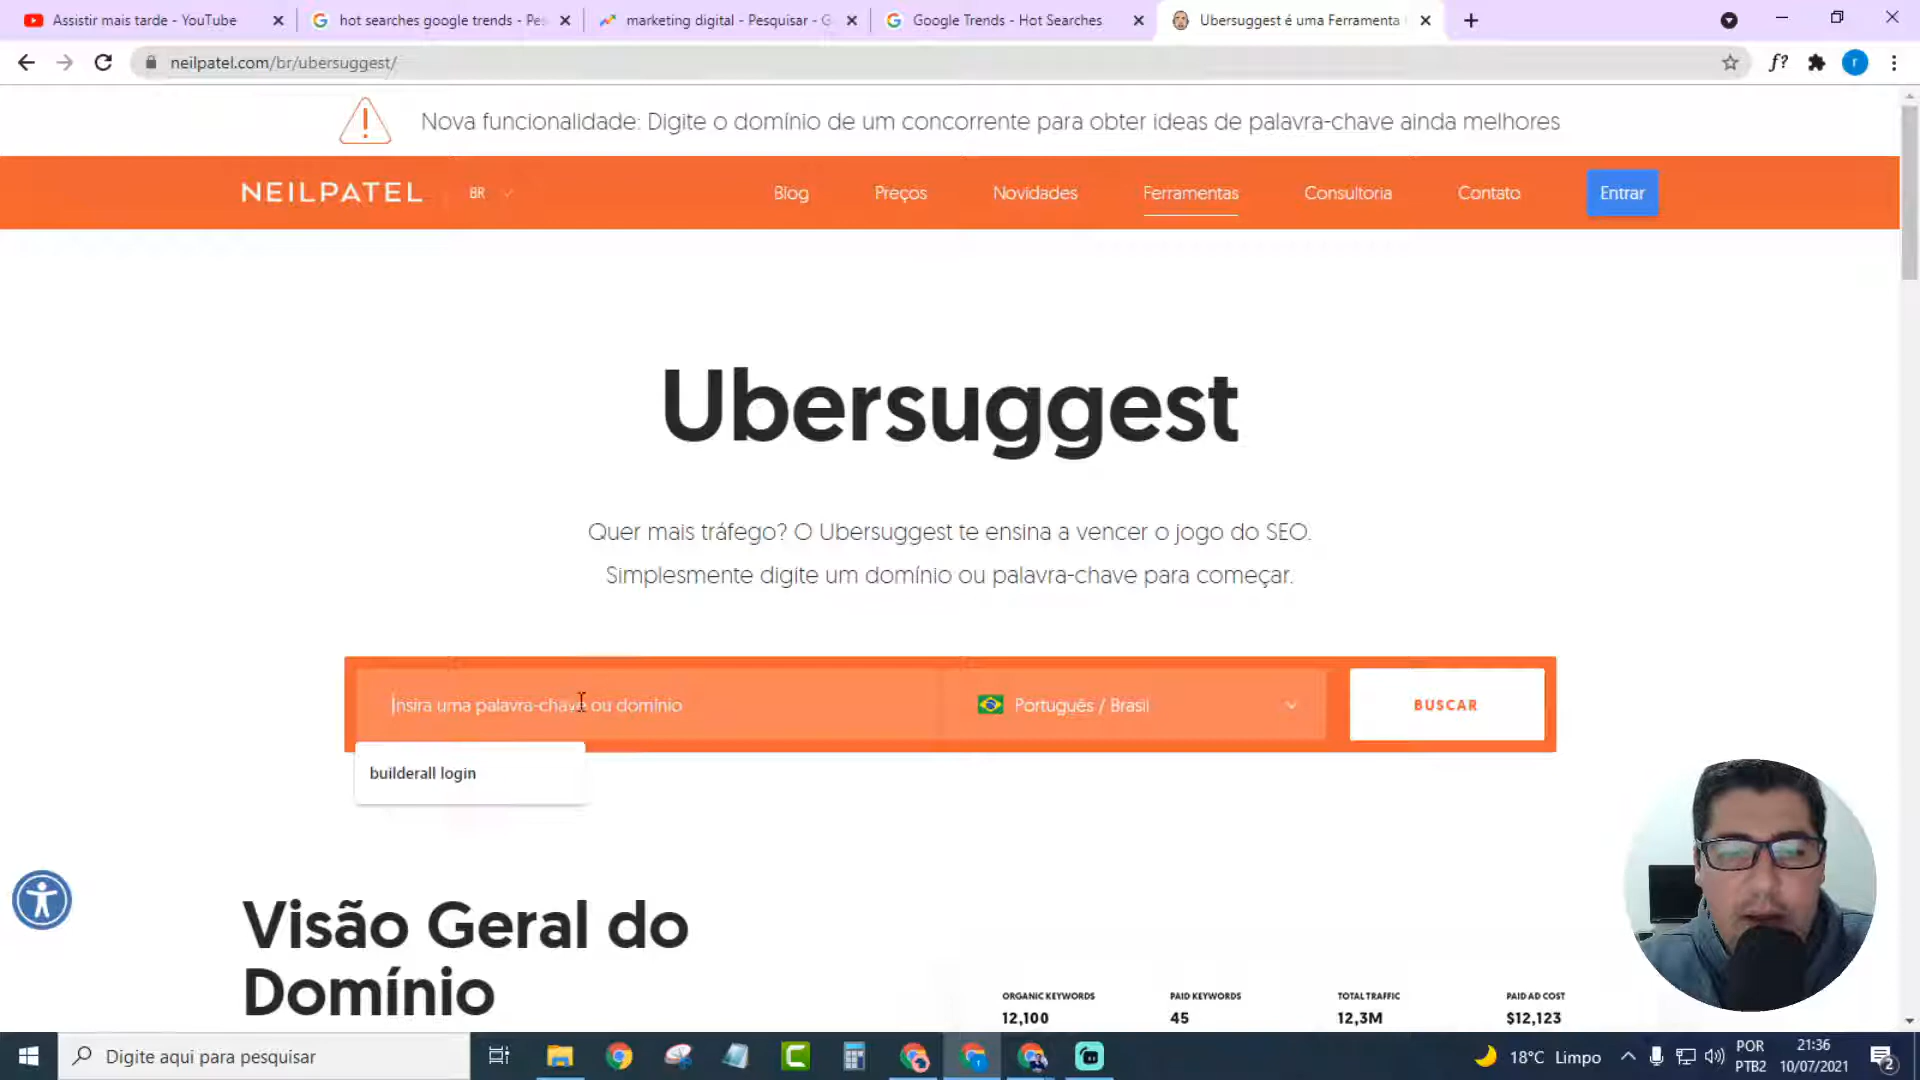 Assistir mais tarde - YouTube
hot searches google trends - Pes
marketing digital - Pesquisar - G
Google Trends - Hot Searches
Ubersuggest é uma Ferramenta
neilpatel.com/br/ubersuggest/
f?
r
Nova funcionalidade: Digite o domínio de um concorrente para obter ideas de palavra-chave ainda melhores
NEILPATEL
BR
Blog
Preços
Novidades
Ferramentas
Consultoria
Contato
Entrar
Ubersuggest
Quer mais tráfego? O Ubersuggest te ensina a vencer o jogo do SEO.
Simplesmente digite um domínio ou palavra-chave para começar.
Insira uma palavra-chave ou domínio
Português / Brasil
BUSCAR
builderall login
Visão Geral do
Domínio
ORGANIC KEYWORDS
12,100
PAID KEYWORDS
45
TOTAL TRAFFIC
12,3M
PAID AD COST
$12,123
Digite aqui para pesquisar
18°C Limpo
POR
PTB2
21:36
10/07/2021
2